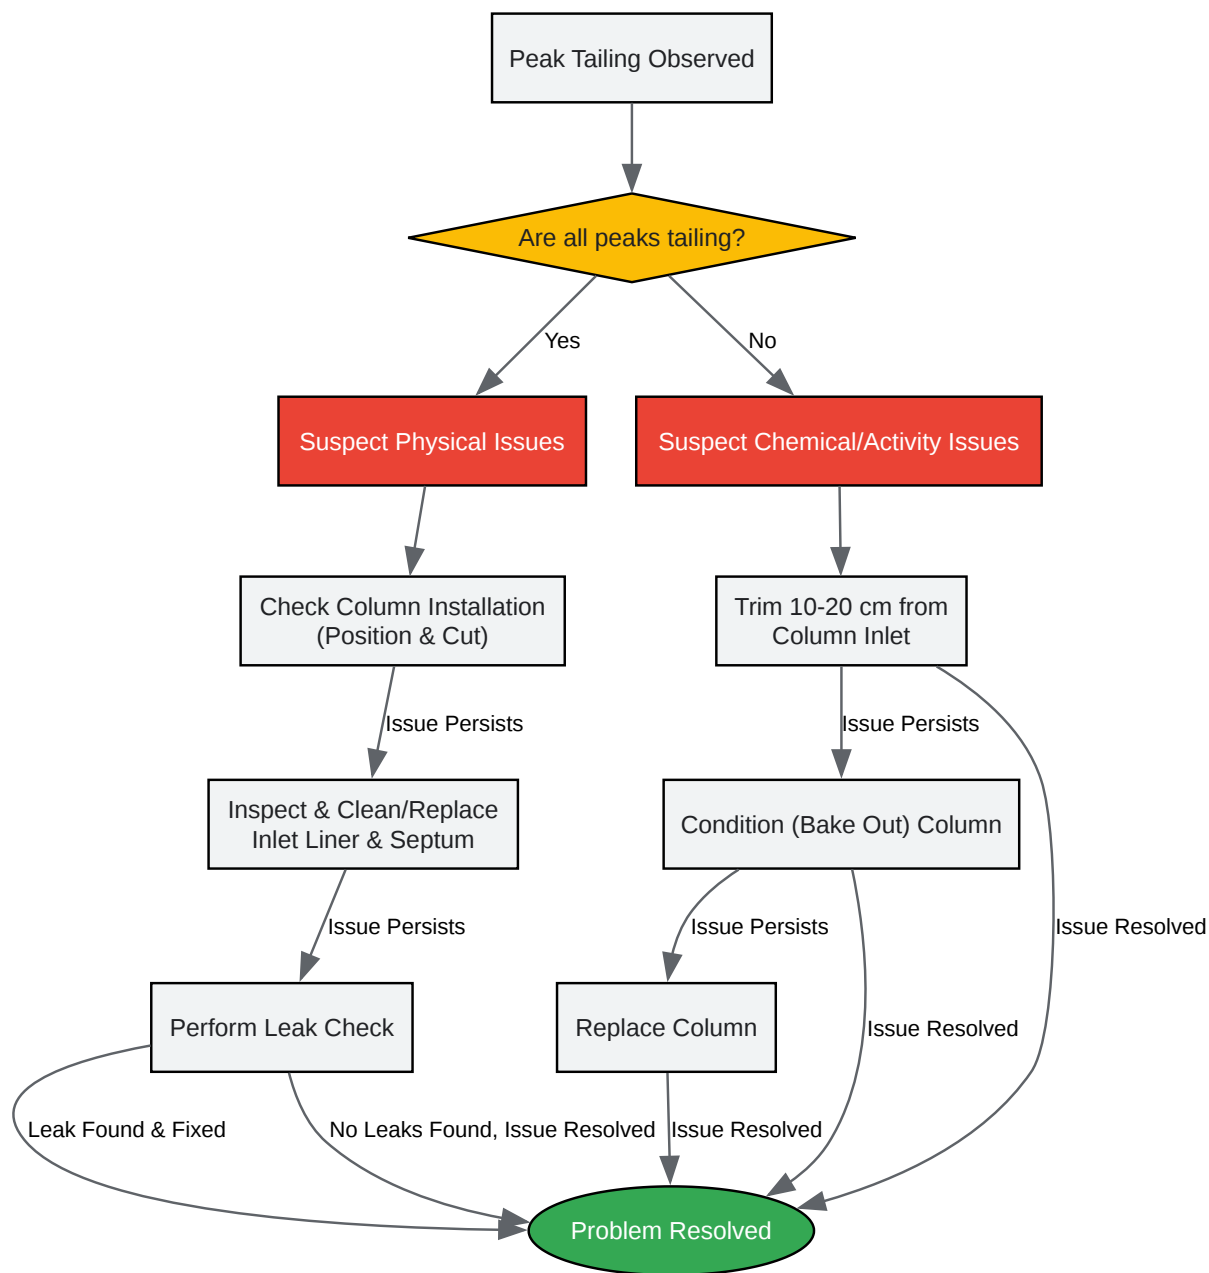 Peak Tailing Observed
Are all peaks tailing?
Yes
No
Suspect Physical Issues
Suspect Chemical/Activity Issues
Check Column Installation
(Position & Cut)
Trim 10-20 cm from
Column Inlet
Issue Persists
Issue Persists
Inspect & Clean/Replace
Inlet Liner & Septum
Condition (Bake Out) Column
Issue Persists
Issue Persists
Issue Resolved
Perform Leak Check
Replace Column
Issue Resolved
Leak Found & Fixed
No Leaks Found, Issue Resolved
Issue Resolved
Problem Resolved